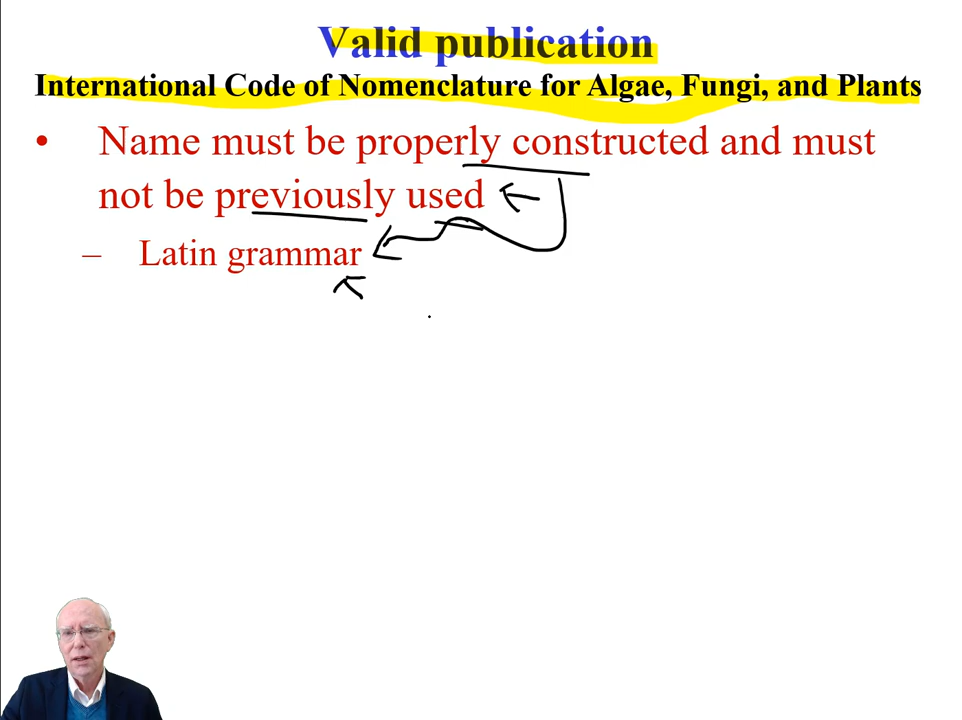 Valid publication
International Code of Nomenclature for Algae, Fungi, and Plants
• Name must be properly constructed and must
not be previously used
– Latin grammar